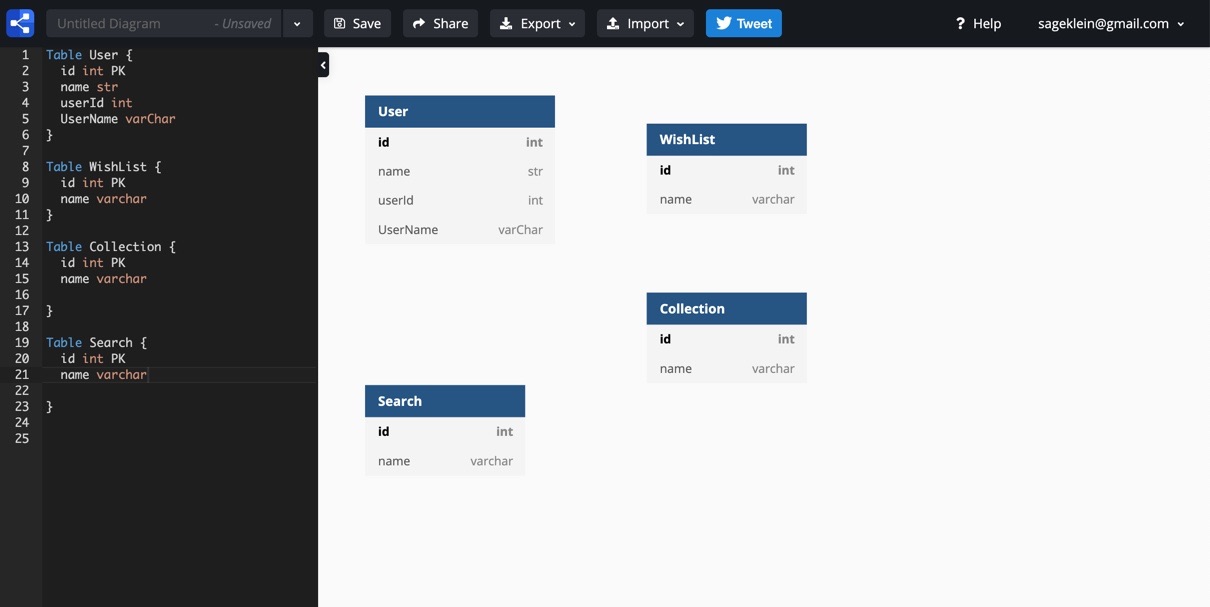 Untitled Diagram - Unsaved Save Share Export Import Tweet ? Help sageklein@gmail.com
1 Table User {
2 id int PK
3 name str
4 userId int
5 UserName varChar
6 }
7
8 Table WishList {
9 id int PK
10 name varchar
11 }
12
13 Table Collection {
14 id int PK
15 name varchar
16
17 }
18
19 Table Search {
20 id int PK
21 name varchar
22
23 }
24
25
User
id int
name str
userId int
UserName varChar
WishList
id int
name varchar
Collection
id int
name varchar
Search
id int
name varchar